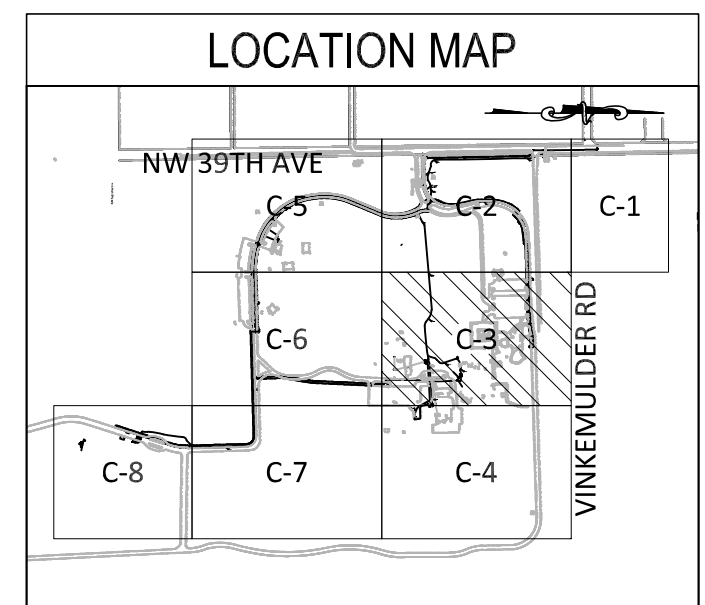 LOCATION MAP
NW 39TH AVE
C-5
C-2
C-1
C-6
C-3
VINKEMULDER RD
C-8
C-7
C-4